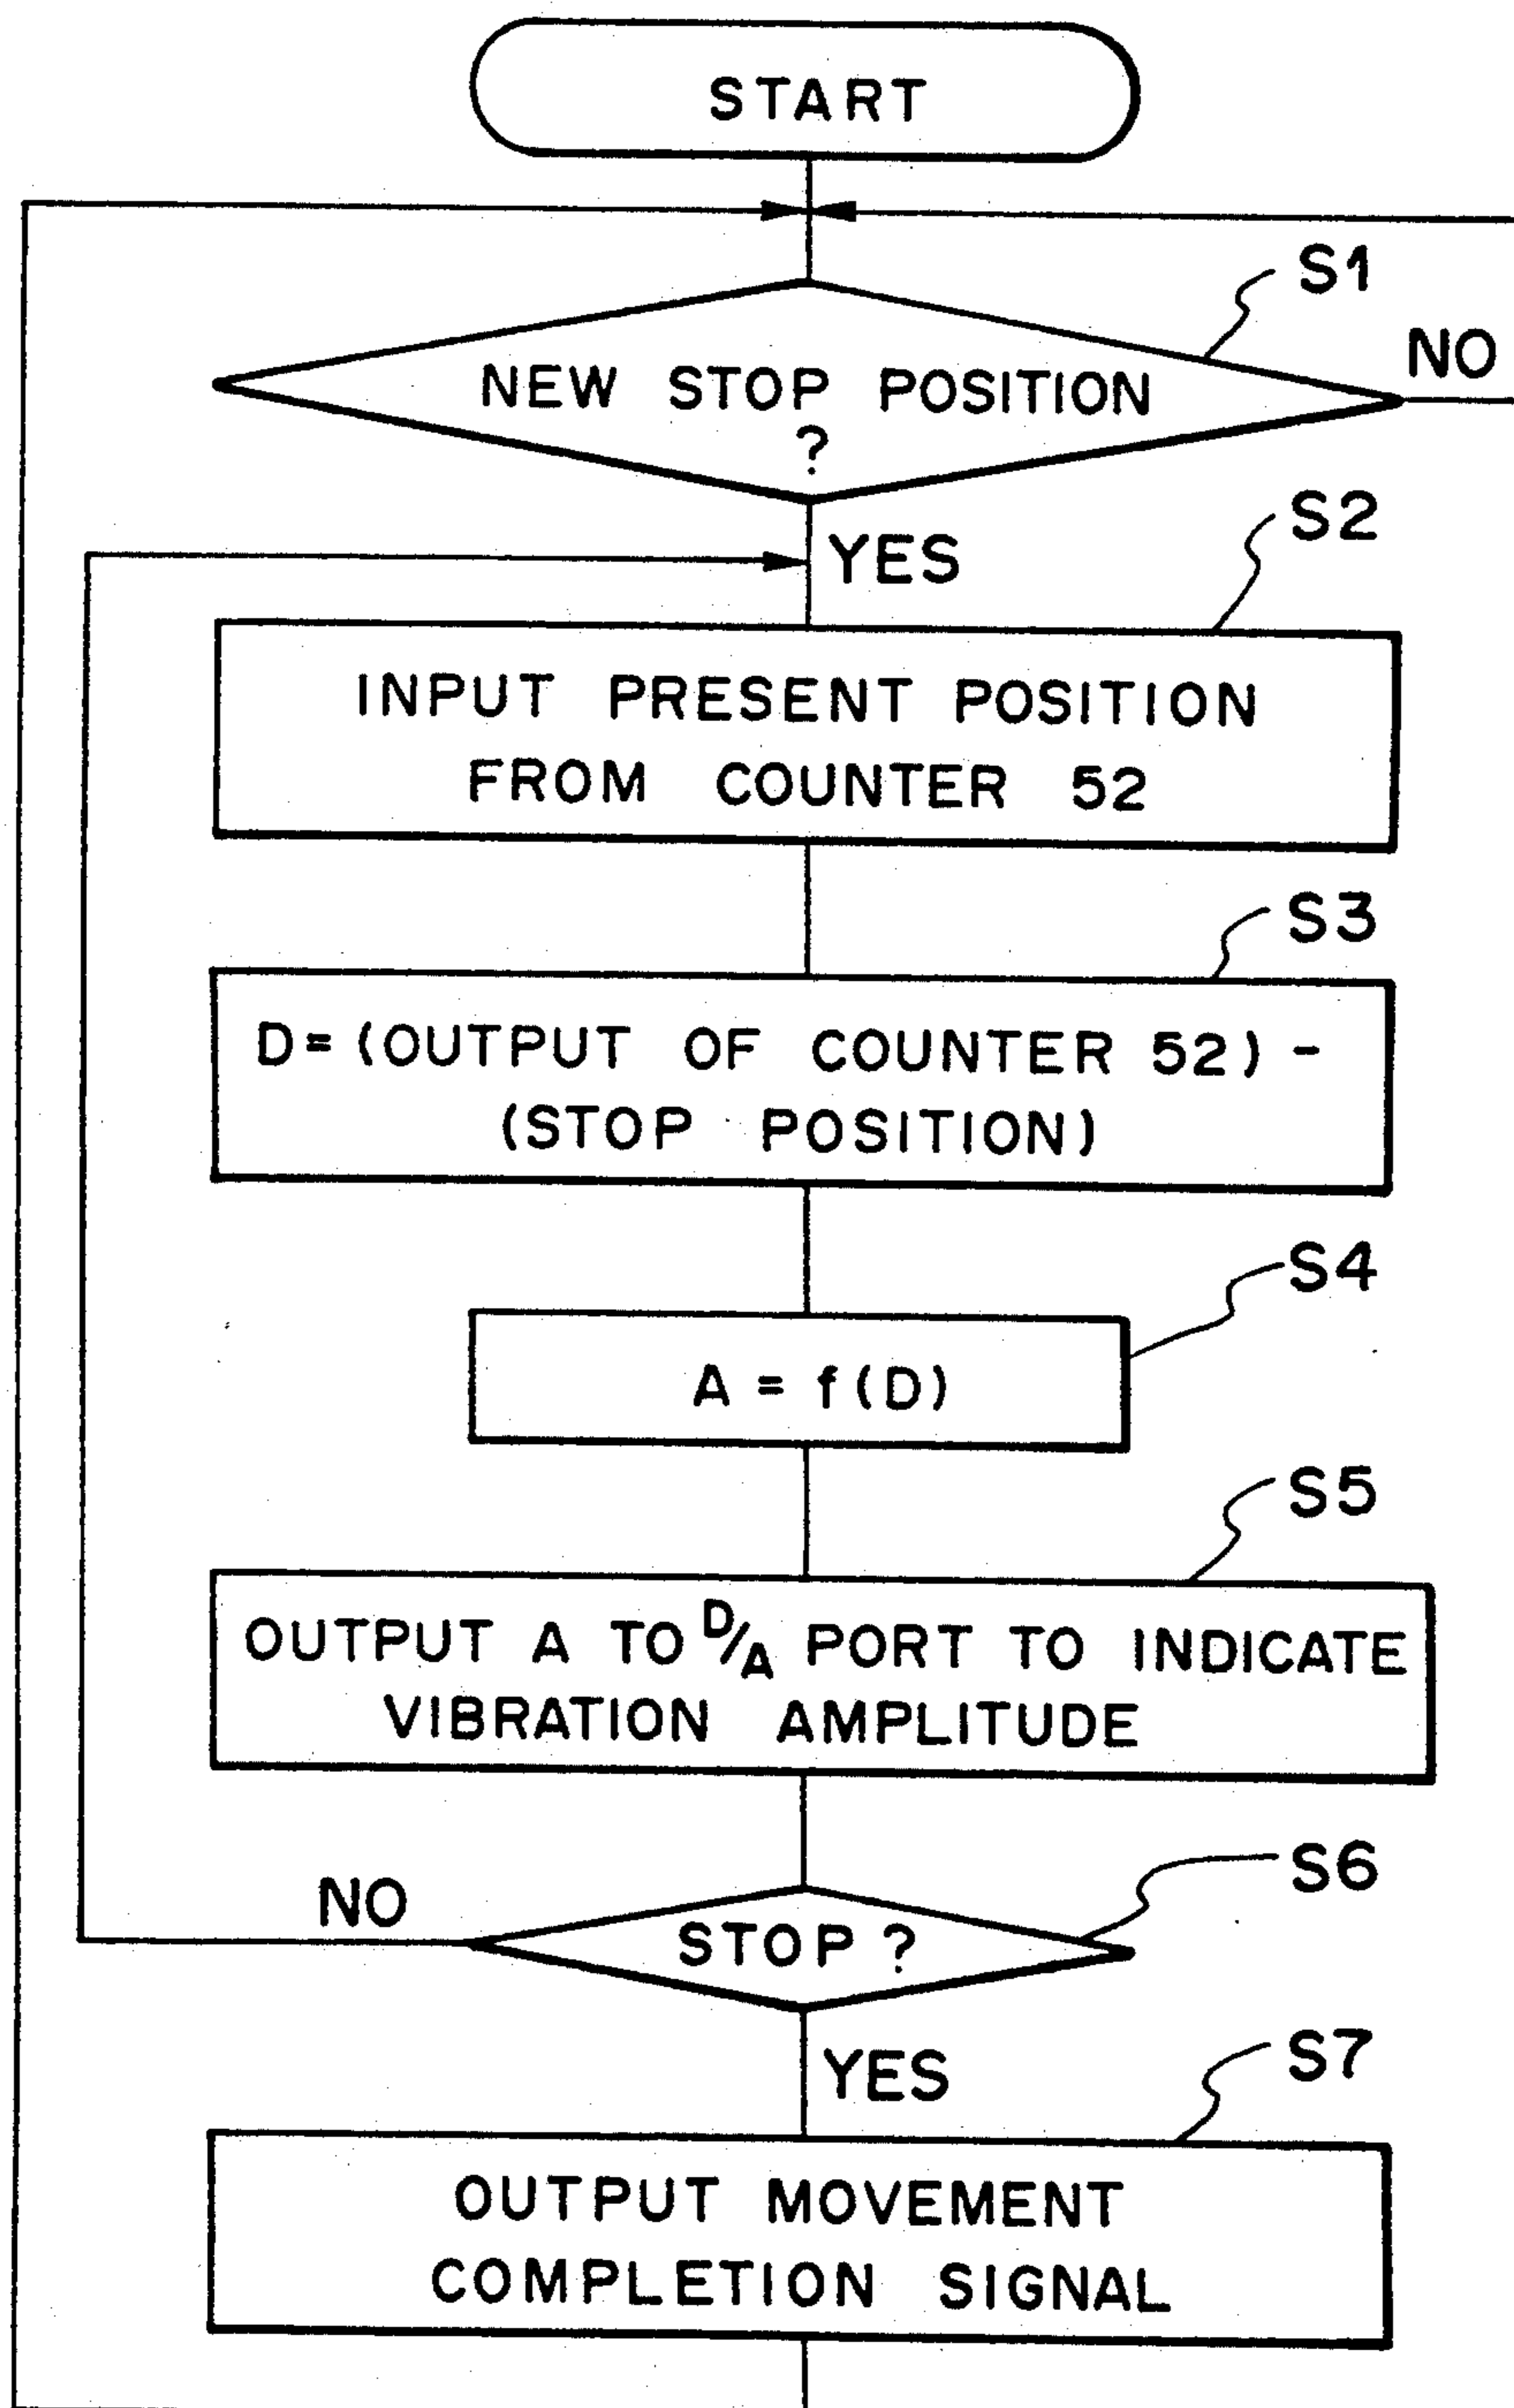 START
S1
NO
NEW STOP POSITION
?
S2
YES
INPUT PRESENT POSITION
FROM COUNTER 52
S3
D=(OUTPUT OF COUNTER 52)-
(STOP POSITION)
S4
A = f(D)
S5
OUTPUT A TO D/A PORT TO INDICATE
VIBRATION AMPLITUDE
S6
NO
STOP ?
YES
S7
OUTPUT MOVEMENT
COMPLETION SIGNAL